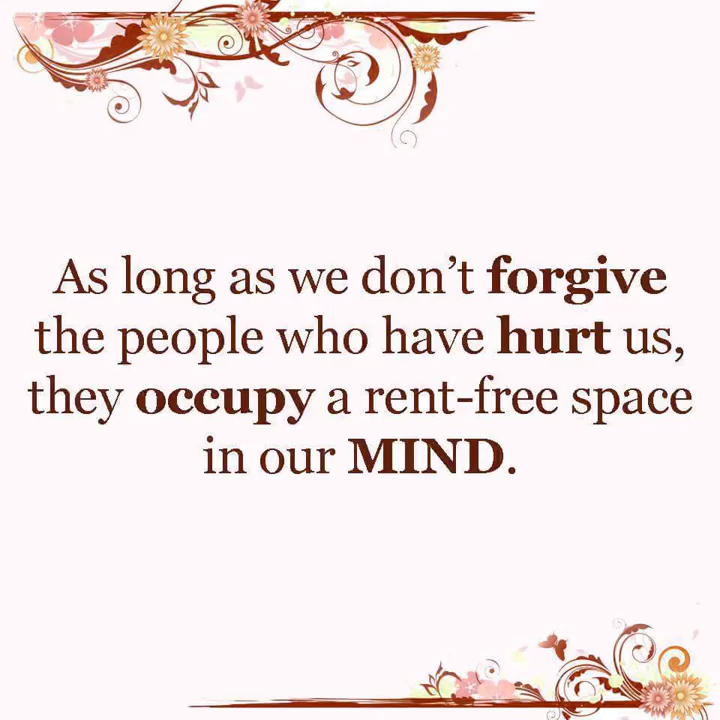 As long as we don’t forgive
the people who have hurt us,
they occupy a rent-free space
in our MIND.